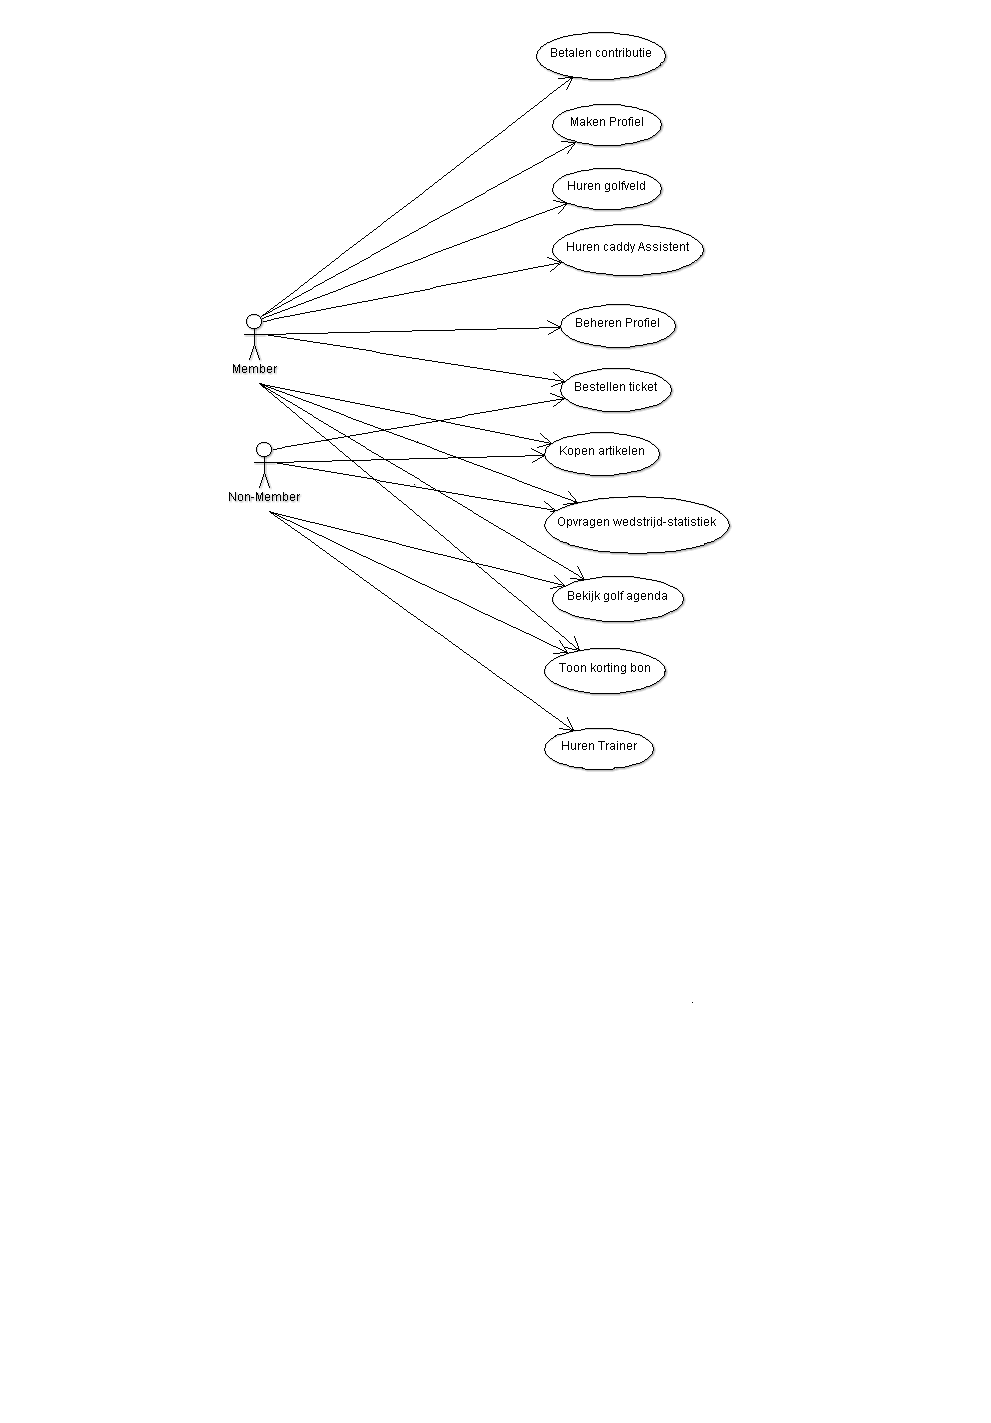 Betalen contributie
Maken Profiel
Huren golfveld
Huren caddy Assistent
Beheren Profiel
Member
Bestellen ticket
Kopen artikelen
Non-Member
Opvragen wedstrijd-statistiek
Bekijk golf agenda
Toon korting bon
Huren Trainer